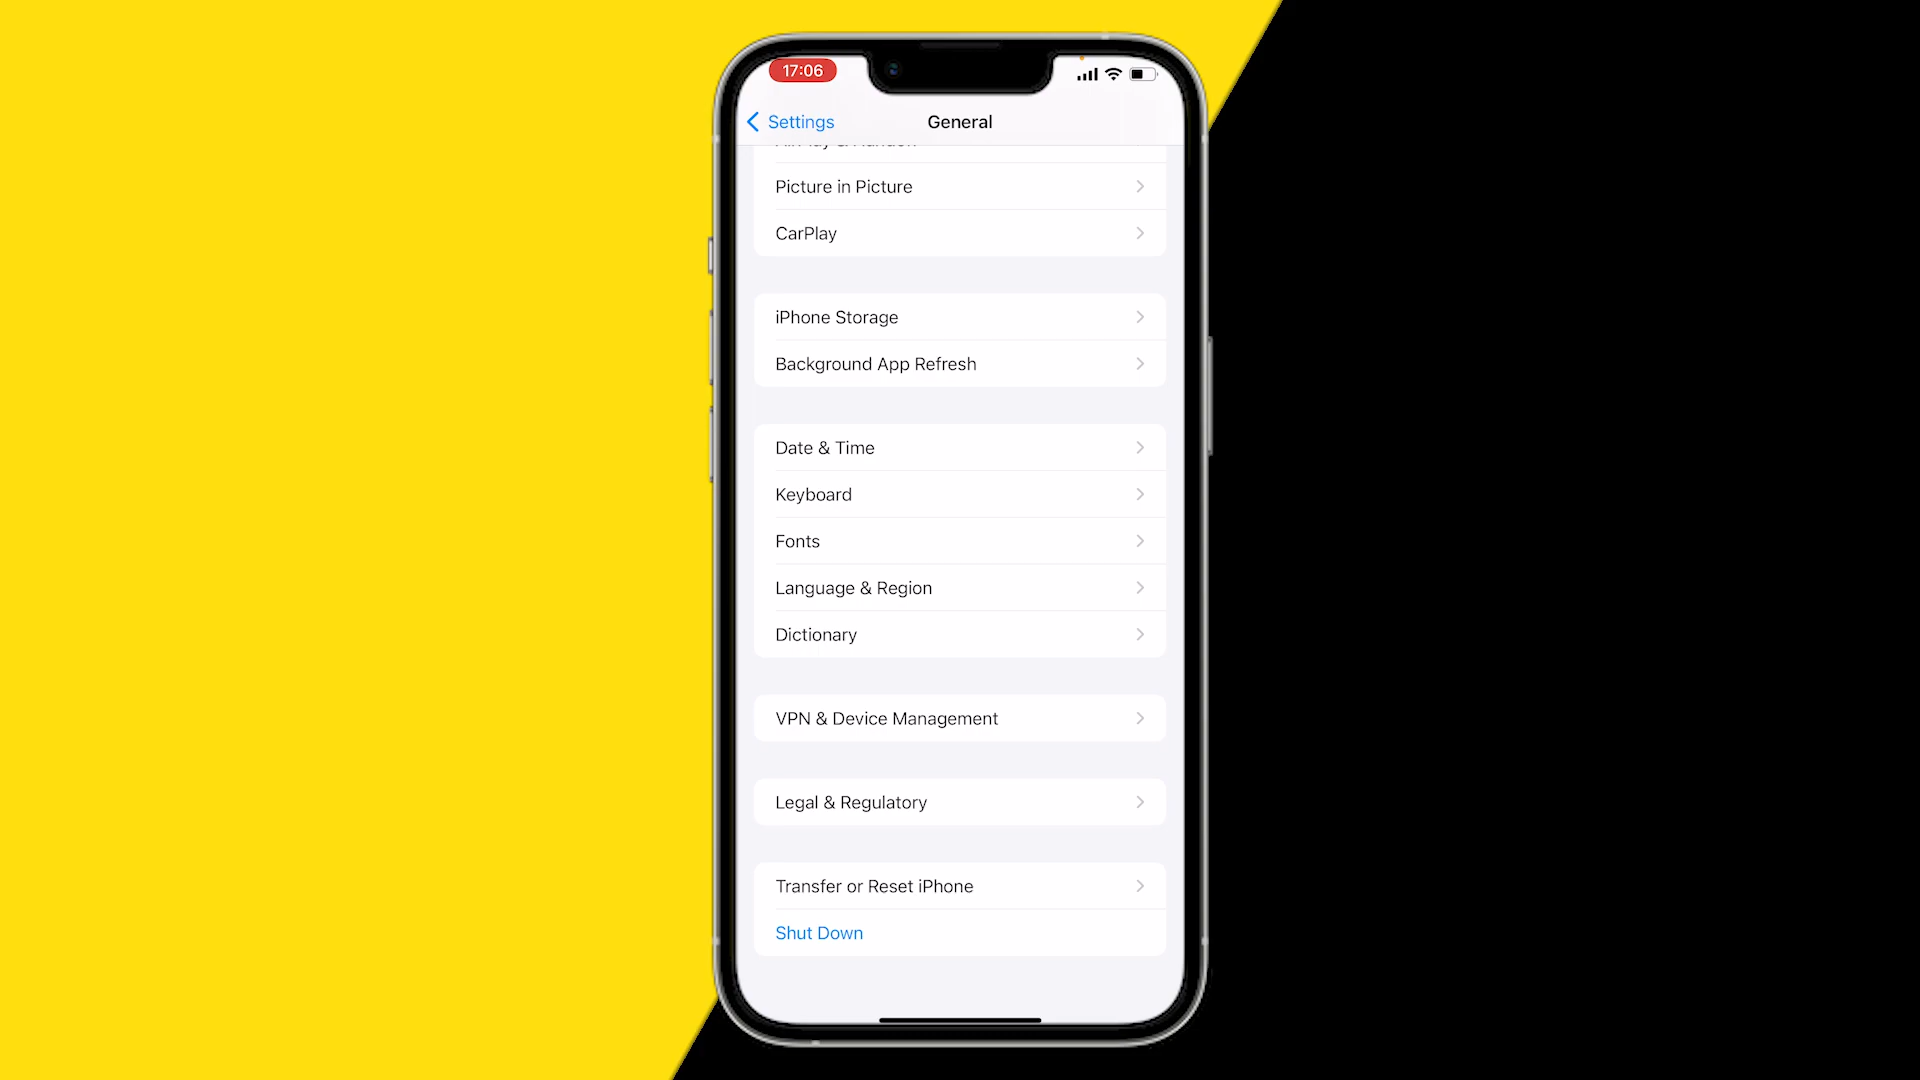 17:06
Settings
General
Picture in Picture
CarPlay
iPhone Storage
Background App Refresh
Date & Time
Keyboard
Fonts
Language & Region
Dictionary
VPN & Device Management
Legal & Regulatory
Transfer or Reset iPhone
Shut Down